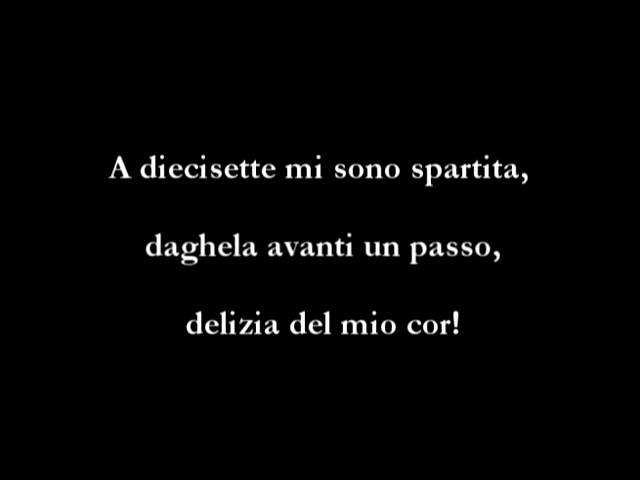 A diecisette mi sono spartita,
daghela avanti un passo,
delizia del mio cor!